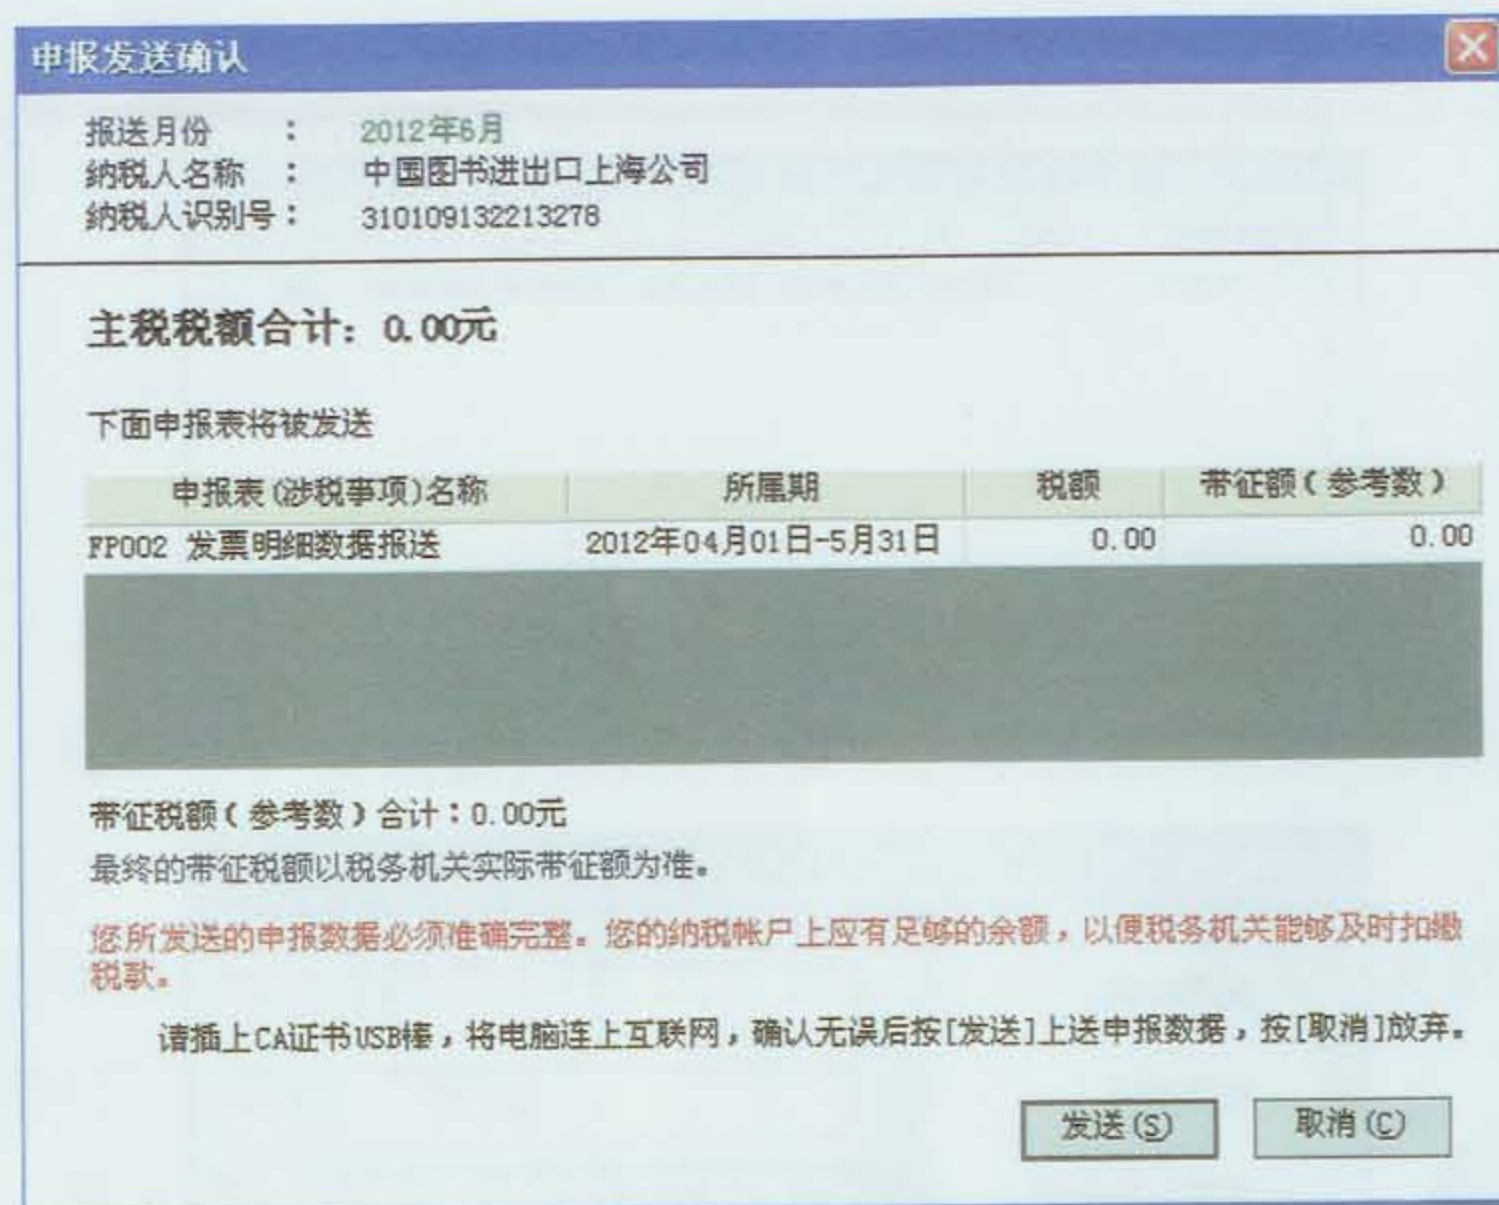 申报发送确认
报送月份 ： 2012年6月
纳税人名称 ： 中国图书进出口上海公司
纳税人识别号： 310109132213278
主税税额合计：0.00元
下面申报表将被发送
申报表(涉税事项)名称 所属期 税额 带征额(参考数)
FP002 发票明细数据报送 2012年04月01日-5月31日 0.00 0.00
带征税额(参考数)合计：0.00元
最终的带征税额以税务机关实际带征额为准。
您所发送的申报数据必须准确完整。您的纳税帐户上应有足够的余额，以便税务机关能够及时扣缴
税款。
请插上CA证书USB棒，将电脑连上互联网，确认无误后按[发送]上送申报数据，按[取消]放弃。
发送(S) 取消(C)